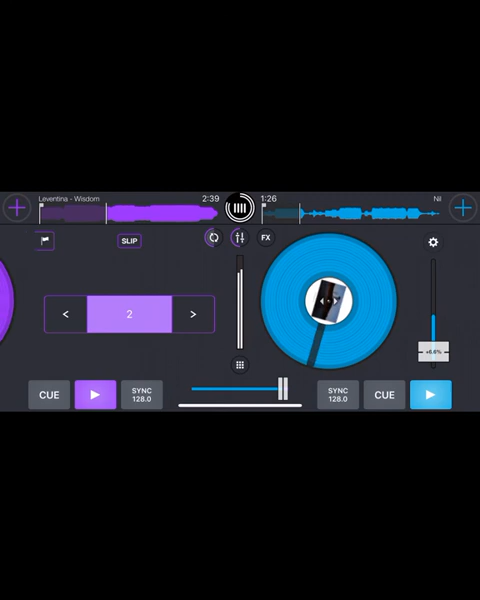 Leventina - Wisdom 2:39 1:26 Nil
SLIP FX
< 2 >
+6.6%
CUE SYNC 128.0 SYNC 128.0 CUE